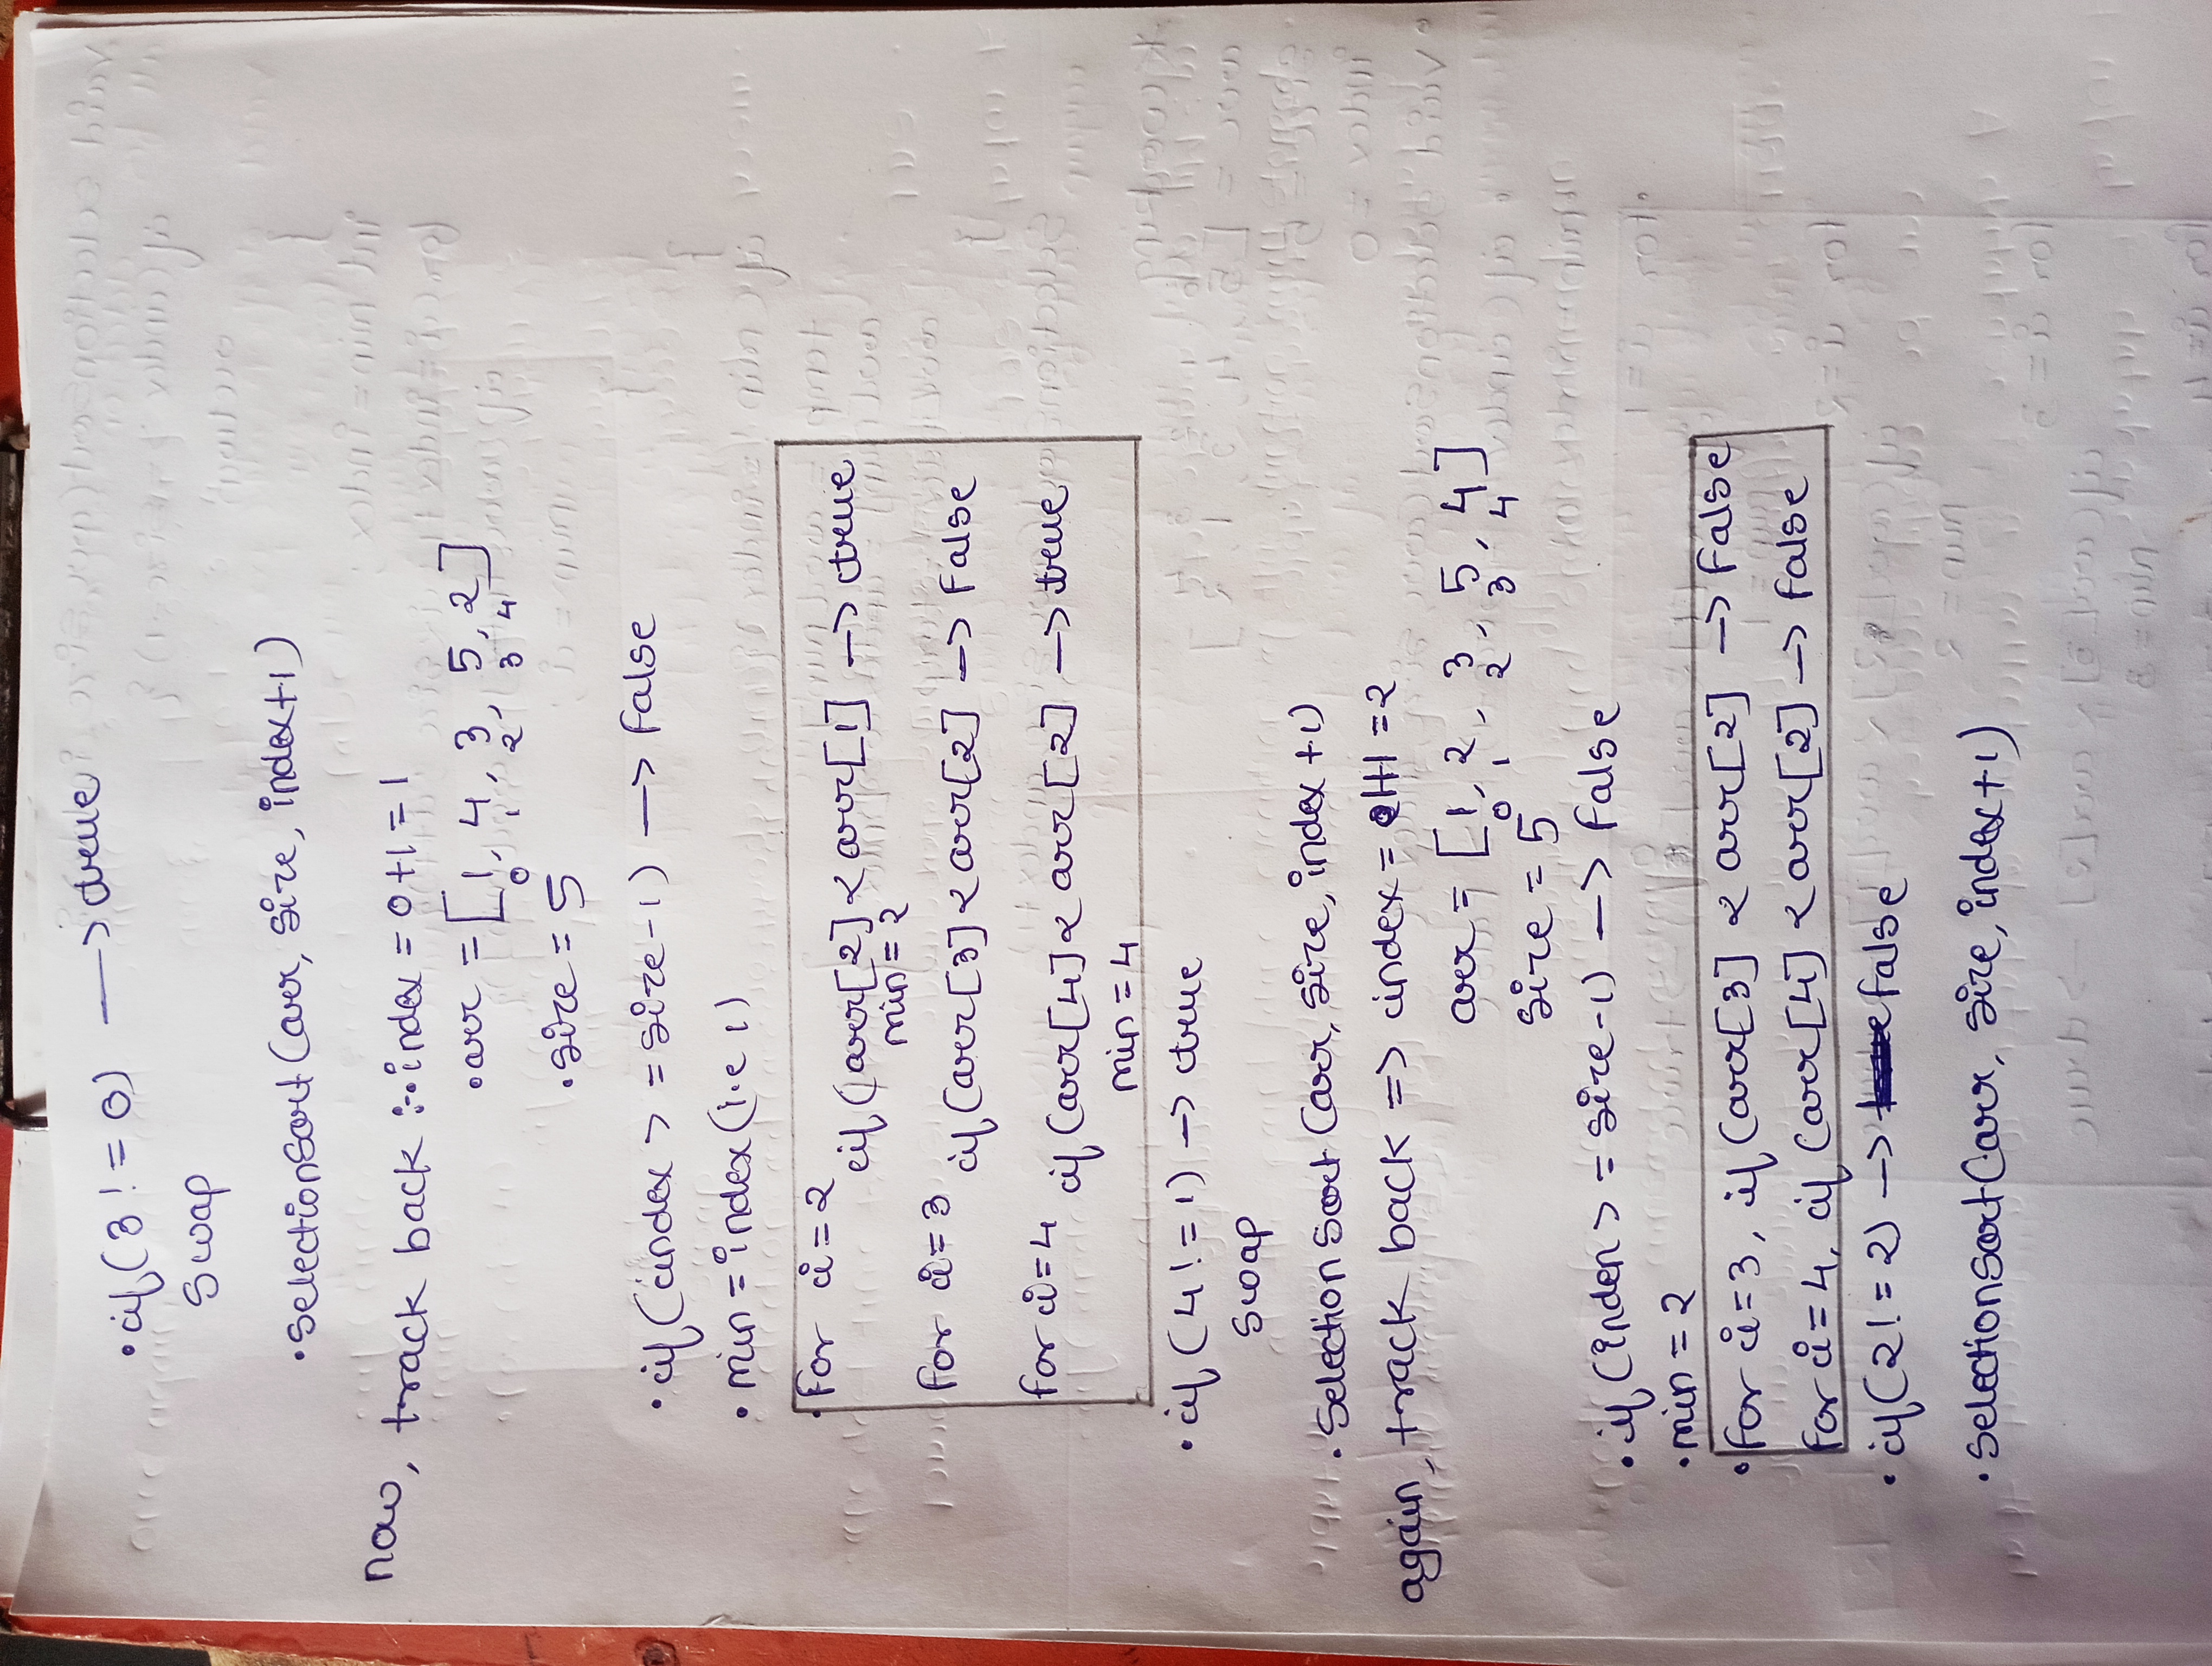 • if(3 != 0) —> true
swap
• selectionsort(arr, size, index+1)
now, track back :-
• index = 0+1 = 1
• arr = [1, 4, 3, 5, 2]
0 1 2 3 4
• size = 5
• if(index > = size-1) —> False
• min = index(i.e 1)
• For i=2
if(arr[2] < arr[1] —> true
min = 2
For i=3
if(arr[3] < arr[2] —> False
for i=4
if(arr[4] < arr[2] —> true
min = 4
• if(4 != 1) —> true
swap
• Selection sort(arr, size, index+1)
again, track back => index = 1+1 = 2
arr = [1, 2, 3, 5, 4]
0 1 2 3 4
size = 5
• if(inden > = size-1) —> False
• min = 2
• For i=3, if(arr[3] < arr[2] —> False
For i=4, if(arr[4] < arr[2] —> False
• if(2! = 2) —> False
• Selectionsort(arr, size, index+1)